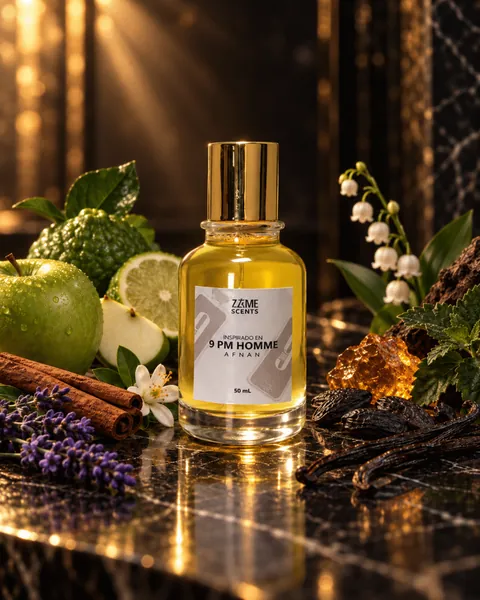 ZAME
SCENTS
INSPIRADO EN
9 PM HOMME
AFNAN
50 mL